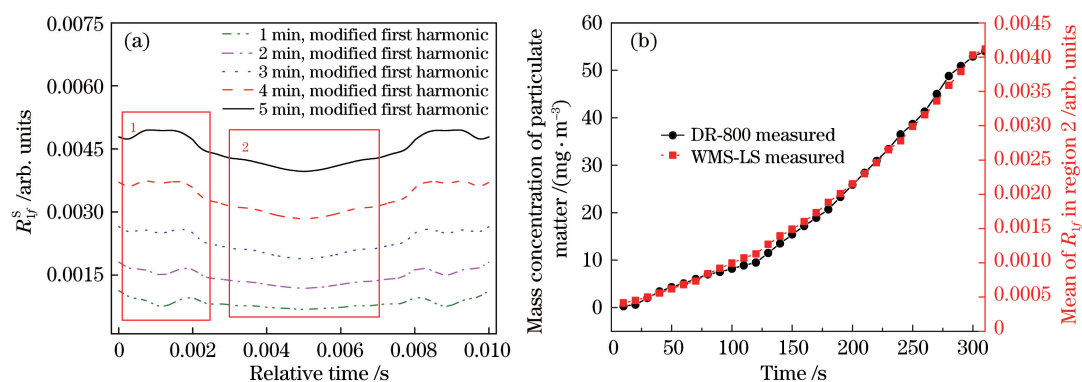 (a)
1 min, modified first harmonic
2 min, modified first harmonic
3 min, modified first harmonic
4 min, modified first harmonic
5 min, modified first harmonic
1
2
0.0075
0.0060
0.0045
0.0030
0.0015
R^S_{1f} /arb. units
0 0.002 0.004 0.006 0.008 0.010
Relative time /s
(b)
DR-800 measured
WMS-LS measured
60
50
40
30
20
10
0
Mass concentration of particulate
matter /(mg·m⁻³)
0 50 100 150 200 250 300
Time /s
0.0045
0.0040
0.0035
0.0030
0.0025
0.0020
0.0015
0.0010
0.0005
0
Mean of R_{1f} in region 2 /arb. units